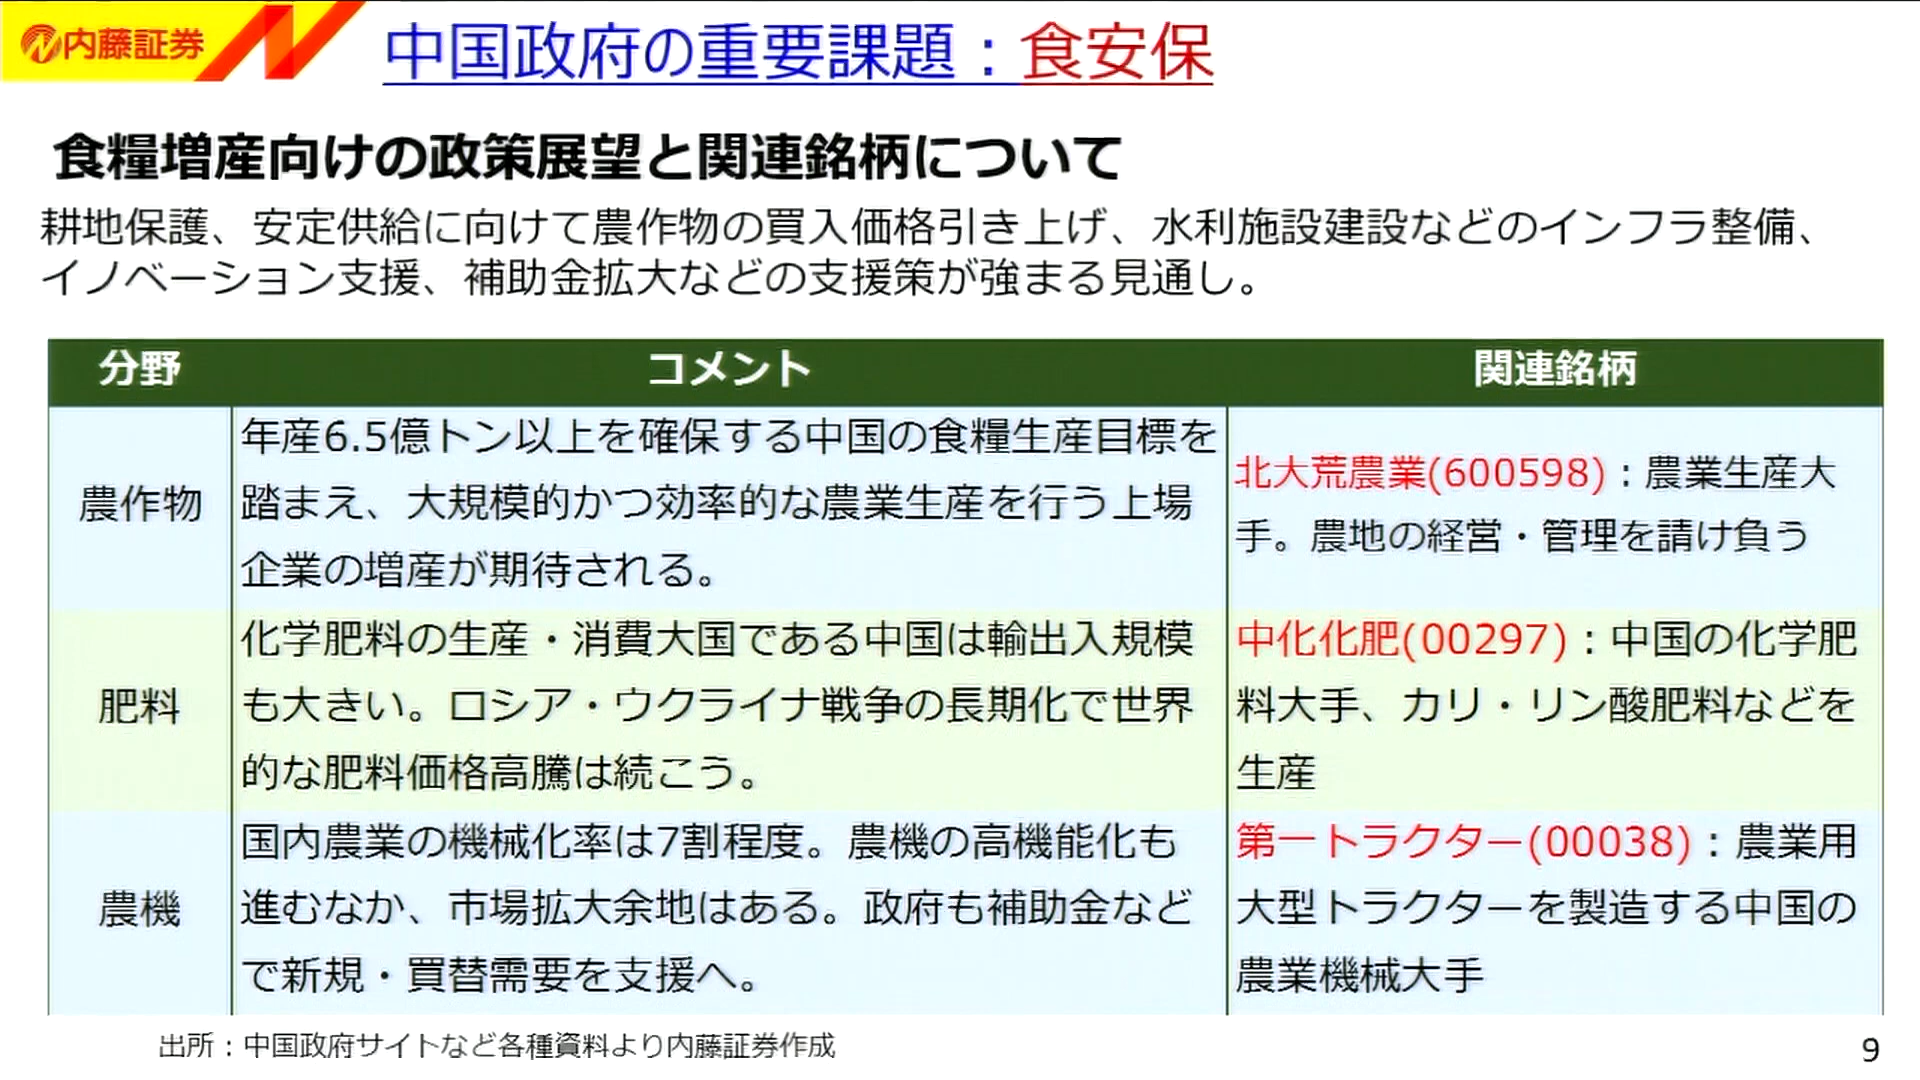 内藤証券
中国政府の重要課題：食安保
食糧増産向けの政策展望と関連銘柄について
耕地保護、安定供給に向けて農作物の買入価格引き上げ、水利施設建設などのインフラ整備、
イノベーション支援、補助金拡大などの支援策が強まる見通し。
分野 コメント 関連銘柄
農作物
年産6.5億トン以上を確保する中国の食糧生産目標を
踏まえ、大規模的かつ効率的な農業生産を行う上場
企業の増産が期待される。
北大荒農業(600598)：農業生産大
手。農地の経営・管理を請け負う
肥料
化学肥料の生産・消費大国である中国は輸出入規模
も大きい。ロシア・ウクライナ戦争の長期化で世界
的な肥料価格高騰は続こう。
中化化肥(00297)：中国の化学肥
料大手、カリ・リン酸肥料などを
生産
農機
国内農業の機械化率は7割程度。農機の高機能化も
進むなか、市場拡大余地はある。政府も補助金など
で新規・買替需要を支援へ。
第一トラクター(00038)：農業用
大型トラクターを製造する中国の
農業機械大手
出所：中国政府サイトなど各種資料より内藤証券作成
9